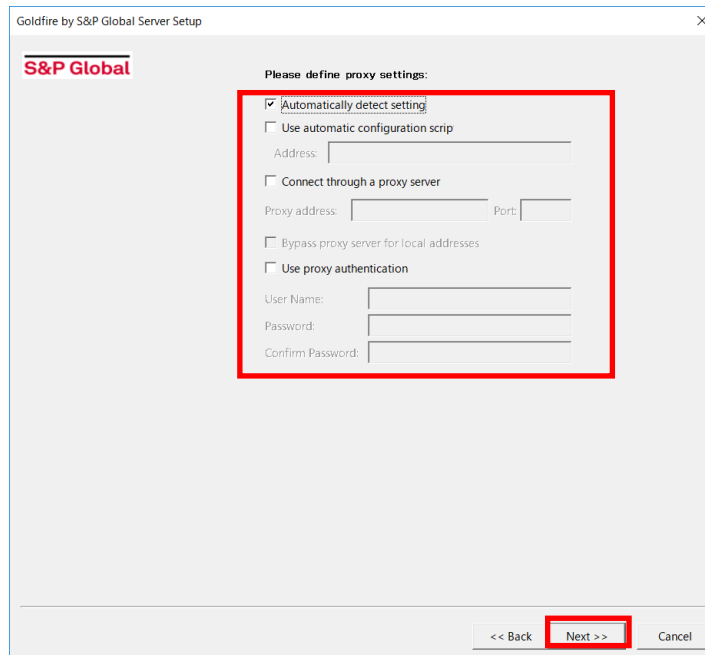 Goldfire by S&P Global Server Setup
S&P Global
Please define proxy settings:
Automatically detect setting
Use automatic configuration scrip
Address:
Connect through a proxy server
Proxy address: Port:
Bypass proxy server for local addresses
Use proxy authentication
User Name:
Password:
Confirm Password:
<< Back Next >> Cancel